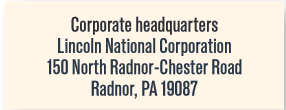 Corporate headquarters
Lincoln National Corporation
150 North Radnor-Chester Road
Radnor, PA 19087